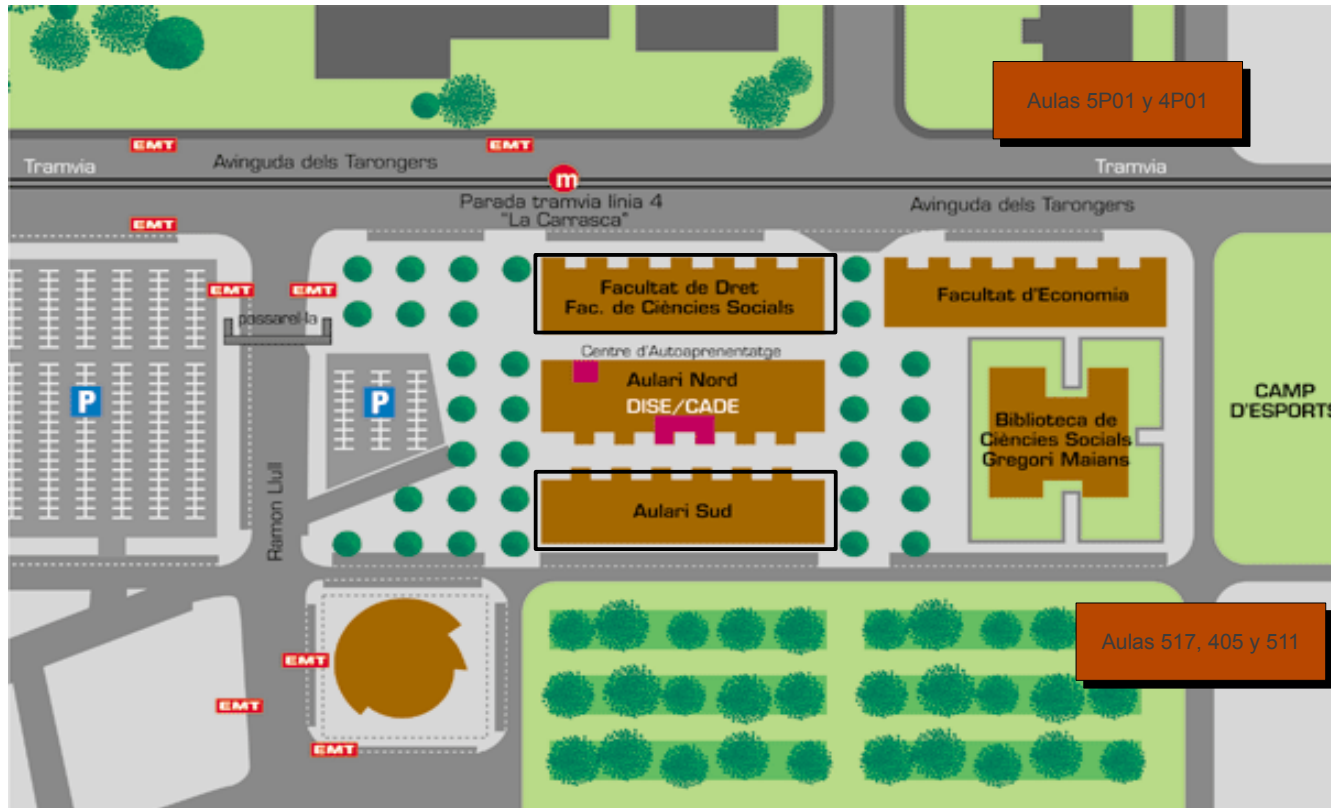 Aulas 5P01 y 4P01
EMT
EMT
Tramvia
Avinguda dels Tarongers
m
Tramvia
Parada tramvia línia 4
"La Carrasca"
Avinguda dels Tarongers
EMT
EMT
EMT
passarel·la
Facultat de Dret
Fac. de Ciències Socials
Facultat d'Economia
Centre d'Autoaprenentatge
Aulari Nord
DISE/CADE
P
P
CAMP
D'ESPORTS
Biblioteca de
Ciències Socials
Gregori Maians
Ramon Llull
Aulari Sud
Aulas 517, 405 y 511
EMT
EMT
EMT